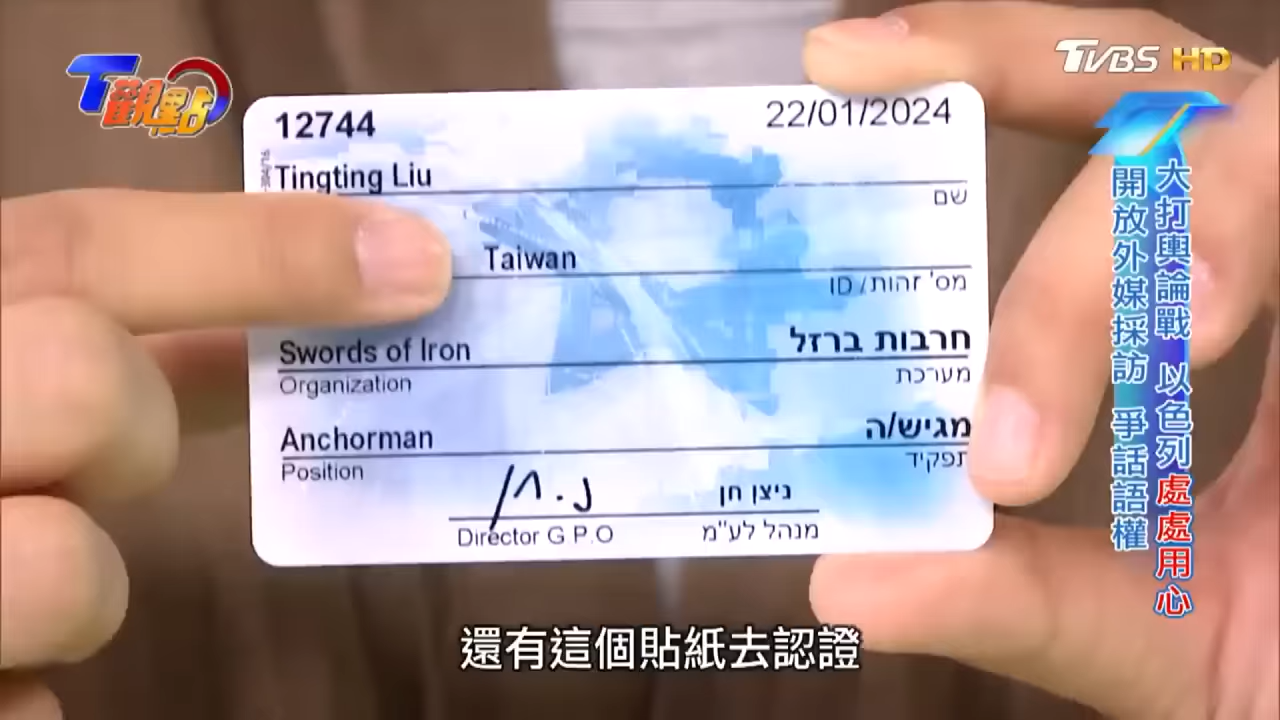 T觀點
TVBS HD
12744
22/01/2024
Tingting Liu
שם
Taiwan
מס' זהות / ID
Swords of Iron
חרבות ברזל
Organization
מערכת
Anchorman
מגיש/ה
Position
תפקיד
ניצן חן
Director G P.O
מנהל לע"מ
大打輿論戰 以色列處處用心
開放外媒採訪 爭話語權
還有這個貼紙去認證